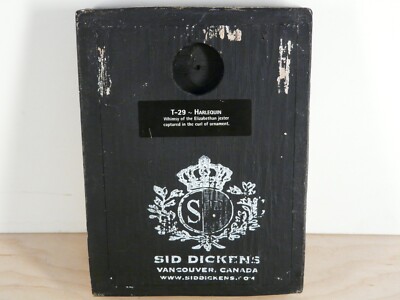 T-29 ~ HARLEQUIN
Whimsy of the Elizabethan jester
captured in the curl of ornament.
S
SID DICKENS
VANCOUVER, CANADA
WWW.SIDDICKENS.COM